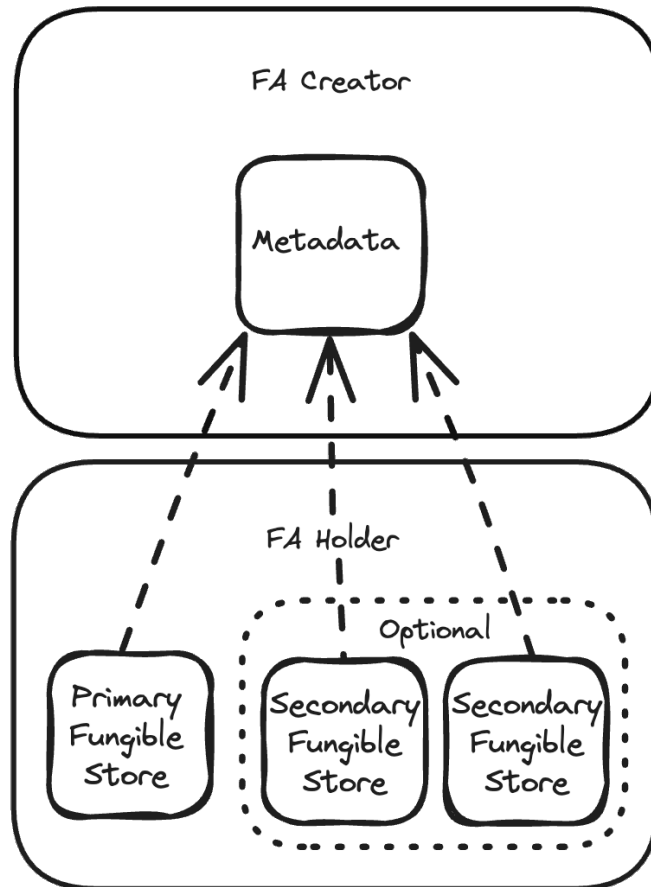 FA Creator
Metadata
FA Holder
Optional
Primary
Fungible
Store
Secondary
Fungible
Store
Secondary
Fungible
Store